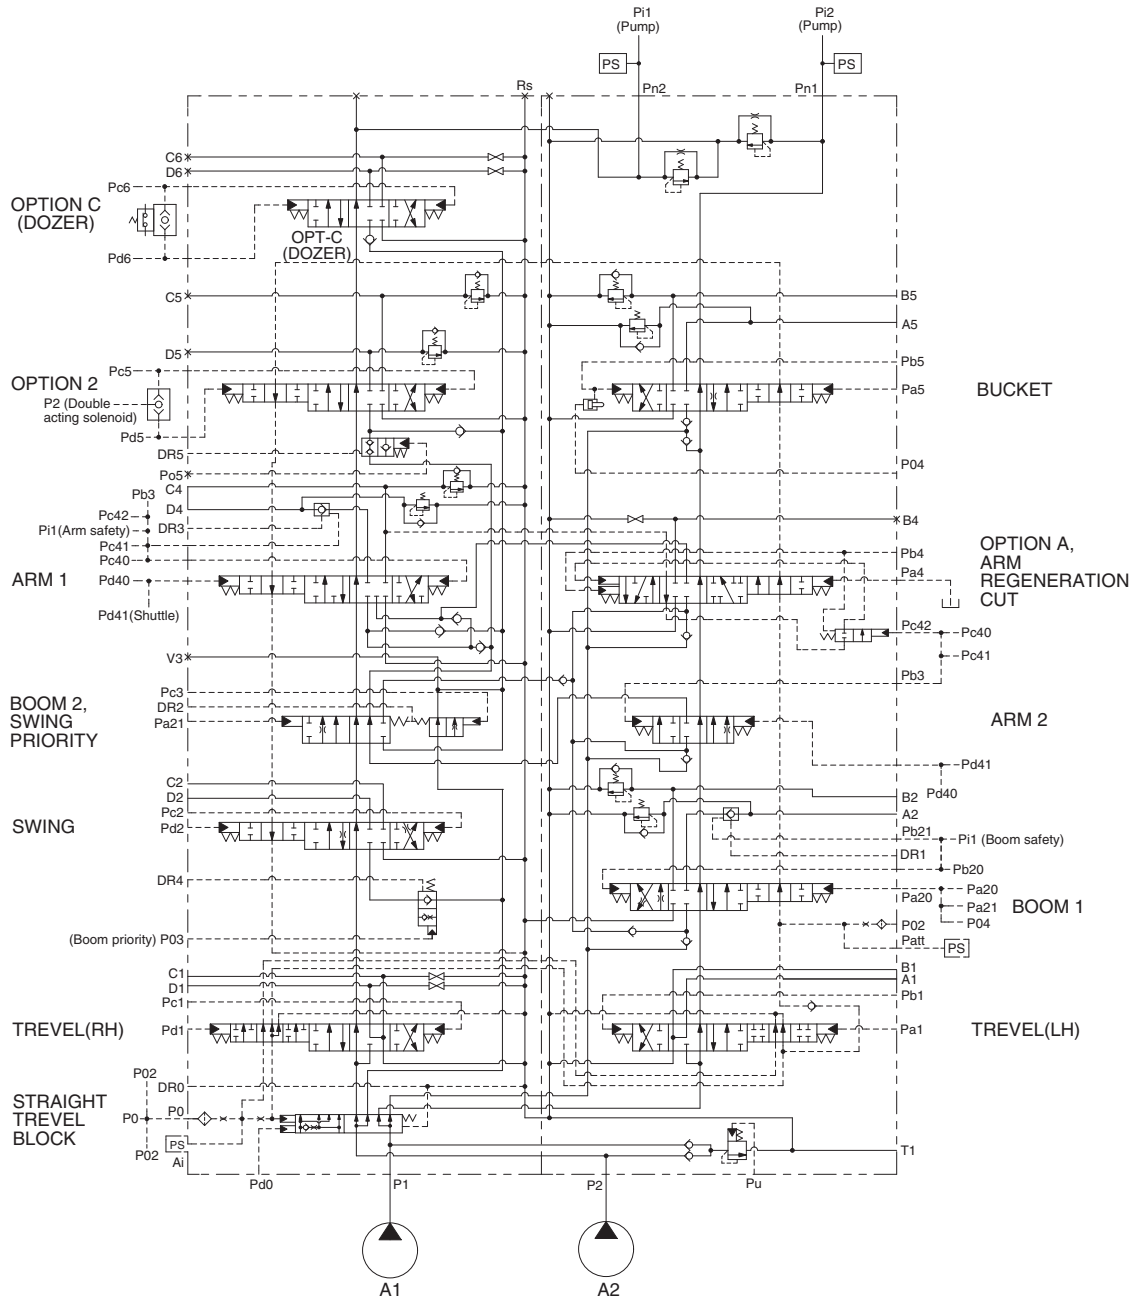 Pi1
(Pump)
Pi2
(Pump)
PS
PS
Rs
Pn2
Pn1
C6
D6
Pc6
OPTION C
(DOZER)
OPT-C
(DOZER)
Pd6
C5
B5
A5
D5
Pc5
Pb5
OPTION 2
P2 (Double
acting solenoid)
Pa5
BUCKET
Pd5
DR5
Po5
P04
C4
Pb3
D4
Pc42
B4
Pi1(Arm safety)
DR3
Pc41
Pc40
Pb4
OPTION A,
ARM
REGENERATION
CUT
ARM 1
Pd40
Pa4
Pd41(Shuttle)
Pc42
Pc40
V3
Pc41
Pb3
Pc3
BOOM 2,
SWING
PRIORITY
DR2
Pa21
ARM 2
Pd41
C2
Pd40
D2
B2
Pc2
A2
SWING
Pd2
Pb21
Pi1 (Boom safety)
DR1
Pb20
DR4
Pa20
Pa20
Pa21
BOOM 1
P04
P02
(Boom priority) P03
Patt
PS
C1
B1
D1
A1
Pc1
Pb1
TREVEL(RH)
Pd1
Pa1
TREVEL(LH)
P02
DR0
STRAIGHT
TREVEL
BLOCK
P0
P0
PS
P02
Ai
T1
Pd0
P1
P2
Pu
A1
A2